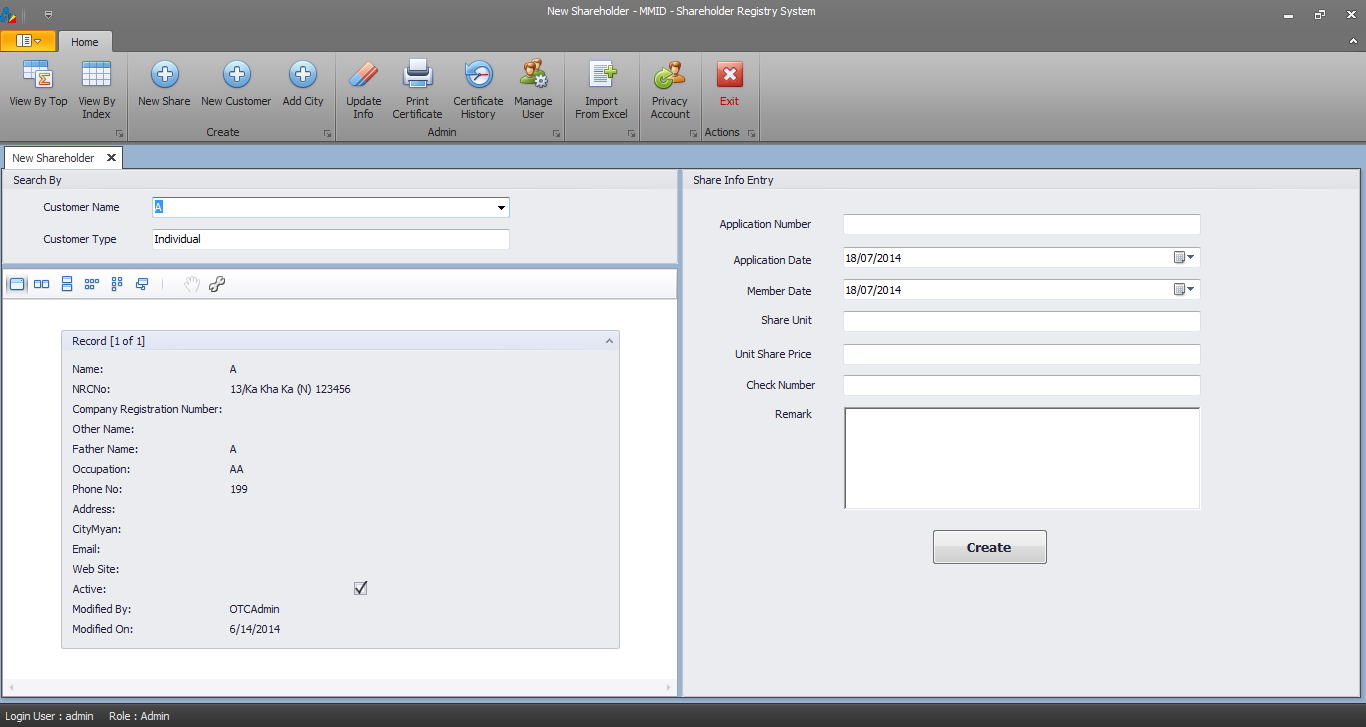 New Shareholder - MMID - Shareholder Registry System
Home
View By Top
View By Index
New Share
New Customer
Add City
Create
Update Info
Print Certificate
Certificate History
Manage User
Admin
Import From Excel
Privacy Account
Exit
Actions
New Shareholder
Search By
Customer Name A
Customer Type Individual
Record [1 of 1]
Name: A
NRCNo: 13/Ka Kha Ka (N) 123456
Company Registration Number:
Other Name:
Father Name: A
Occupation: AA
Phone No: 199
Address:
CityMyan:
Email:
Web Site:
Active:
Modified By: OTCAdmin
Modified On: 6/14/2014
Share Info Entry
Application Number
Application Date 18/07/2014
Member Date 18/07/2014
Share Unit
Unit Share Price
Check Number
Remark
Create
Login User : admin Role : Admin